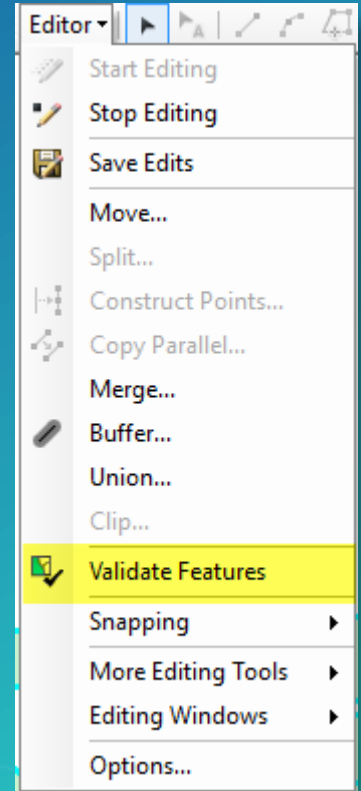 Editor
Start Editing
Stop Editing
Save Edits
Move...
Split...
Construct Points...
Copy Parallel...
Merge...
Buffer...
Union...
Clip...
Validate Features
Snapping
More Editing Tools
Editing Windows
Options...